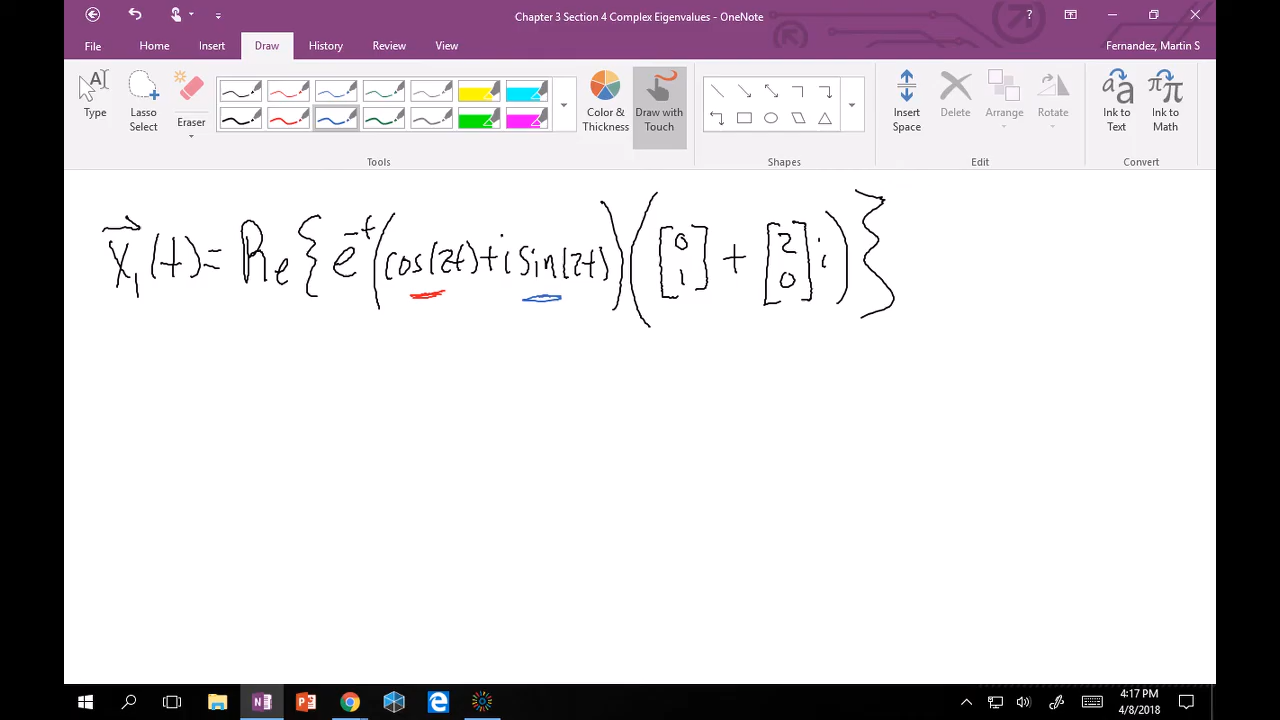 Chapter 3 Section 4 Complex Eigenvalues - OneNote
File Home Insert Draw History Review View Fernandez, Martin S
Type Lasso Select Eraser Color & Thickness Draw with Touch Insert Space Delete Arrange Rotate Ink to Text Ink to Math
Tools Shapes Edit Convert
x⃗₁(t) = Re{e^{-t}(cos(2t)+i sin(2t))([0 1] + [2 0]i)}
4:17 PM
4/8/2018